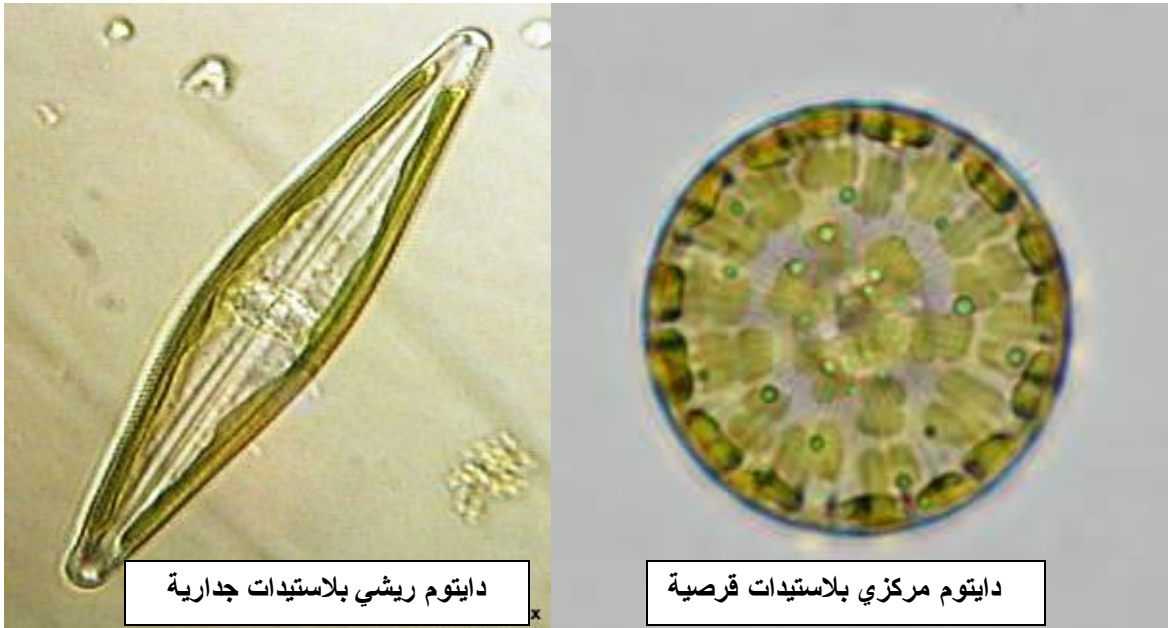 دايتوم مركزي بلاستيدات قرصية
دايتوم ريشي بلاستيدات جدارية
x